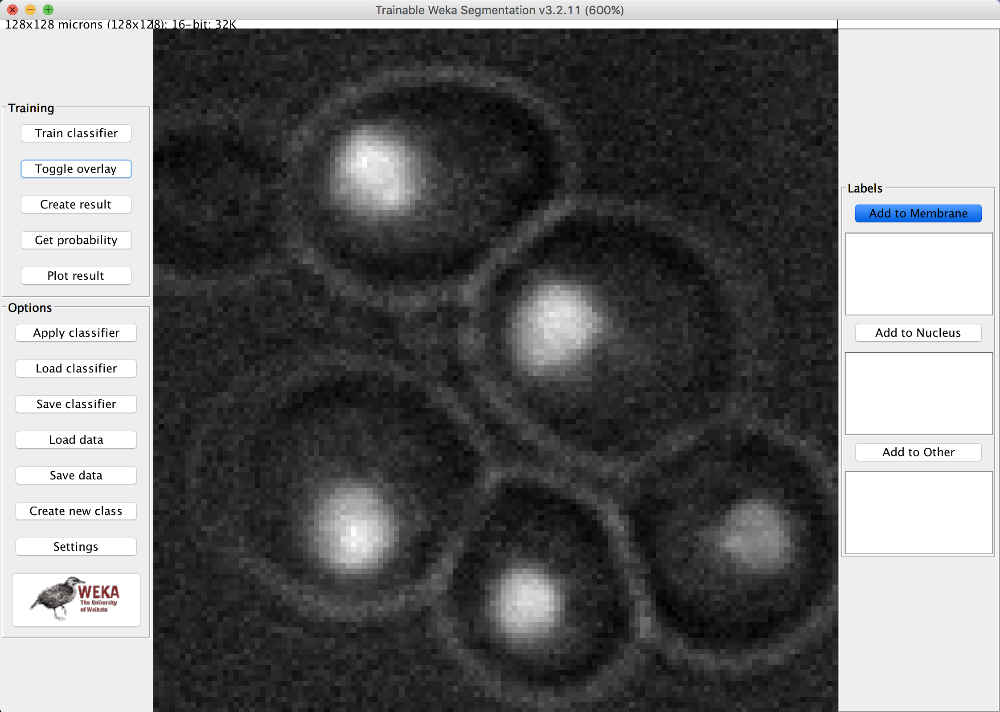 Trainable Weka Segmentation v3.2.11 (600%)
128x128 microns (128x128); 16-bit; 32K
Training
Train classifier
Toggle overlay
Create result
Get probability
Plot result
Options
Apply classifier
Load classifier
Save classifier
Load data
Save data
Create new class
Settings
WEKA
The University
of Waikato
Labels
Add to Membrane
Add to Nucleus
Add to Other